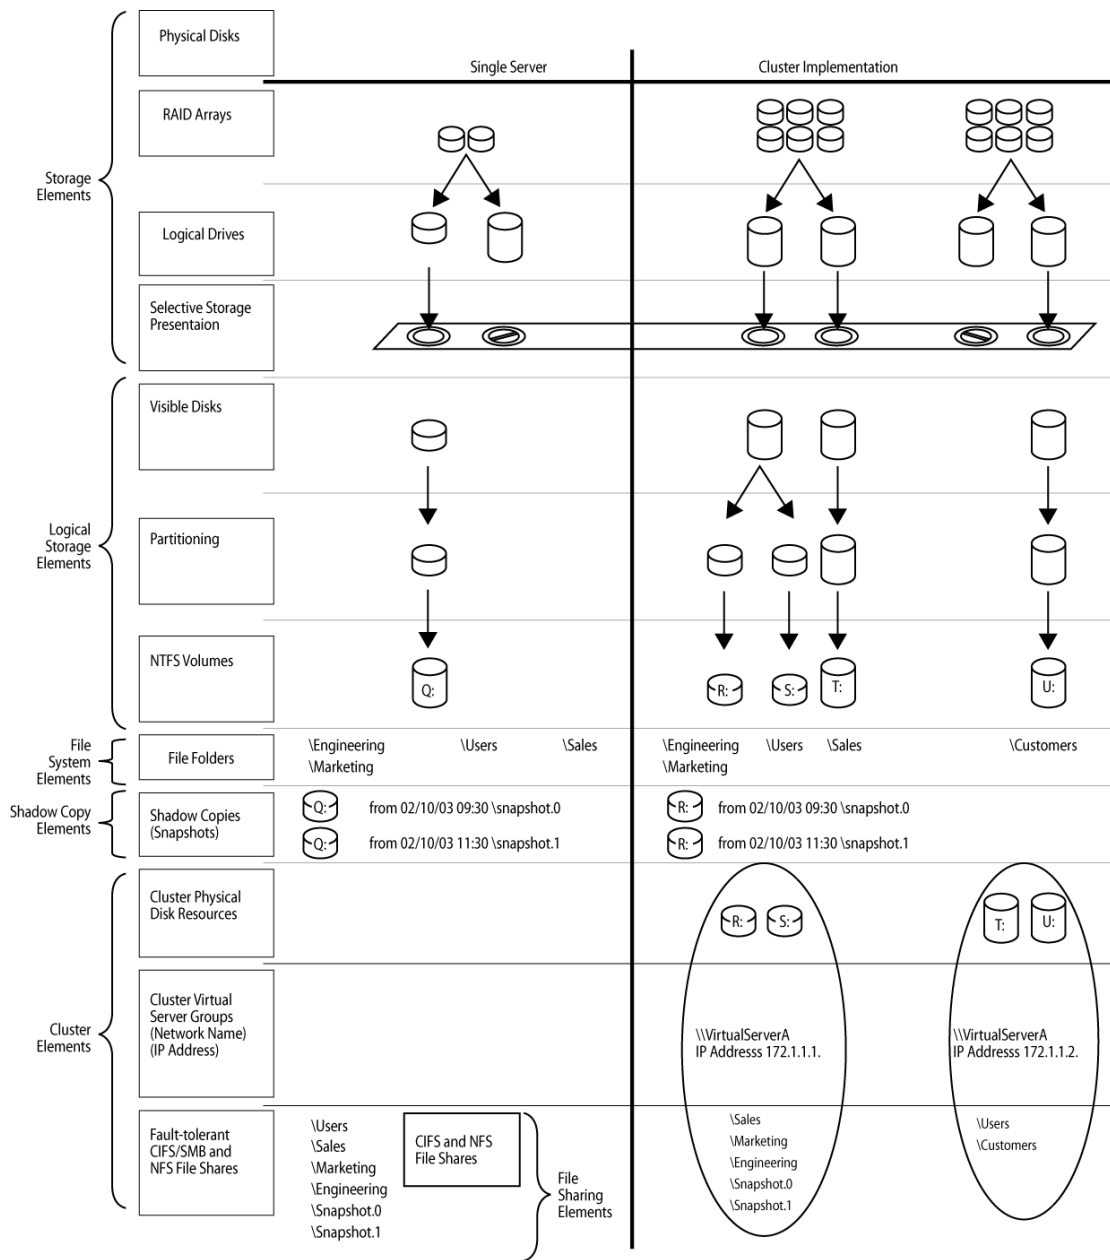 Physical Disks
Single Server
Cluster Implementation
RAID Arrays
Storage
Elements
Logical Drives
Selective Storage
Presentaion
Visible Disks
Logical
Storage
Elements
Partitioning
NTFS Volumes
Q:
R:
S:
T:
U:
File
System
Elements
File Folders
\Engineering
\Marketing
\Users
\Sales
\Engineering
\Marketing
\Users
\Sales
\Customers
Shadow Copy
Elements
Shadow Copies
(Snapshots)
Q:
from 02/10/03 09:30 \snapshot.0
Q:
from 02/10/03 11:30 \snapshot.1
R:
from 02/10/03 09:30 \snapshot.0
R:
from 02/10/03 11:30 \snapshot.1
Cluster
Elements
Cluster Physical
Disk Resources
R:
S:
T:
U:
Cluster Virtual
Server Groups
(Network Name)
(IP Address)
\\VirtualServerA
IP Addresss 172.1.1.1.
\\VirtualServerA
IP Addresss 172.1.1.2.
Fault-tolerant
CIFS/SMB and
NFS File Shares
\Users
\Sales
\Marketing
\Engineering
\Snapshot.0
\Snapshot.1
CIFS and NFS
File Shares
File
Sharing
Elements
\Sales
\Marketing
\Engineering
\Snapshot.0
\Snapshot.1
\Users
\Customers